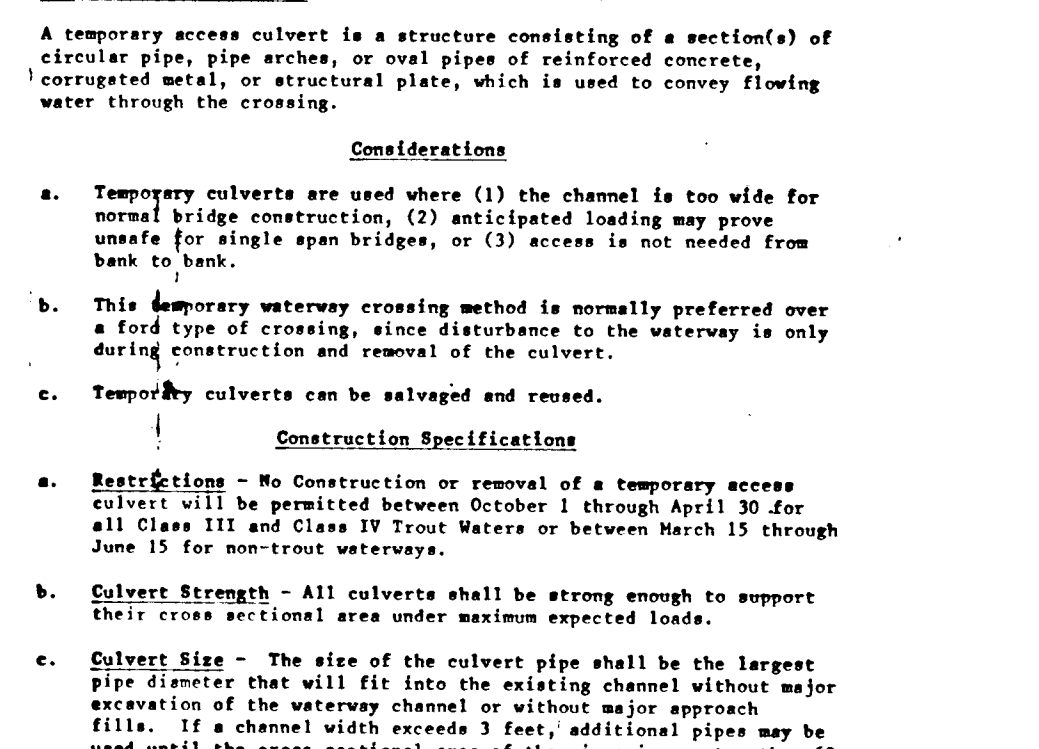 A temporary access culvert is a structure consisting of a section(s) of
circular pipe, pipe arches, or oval pipes of reinforced concrete,
corrugated metal, or structural plate, which is used to convey flowing
water through the crossing.
Considerations
a. Temporary culverts are used where (1) the channel is too wide for
normal bridge construction, (2) anticipated loading may prove
unsafe for single span bridges, or (3) access is not needed from
bank to bank.
b. This temporary waterway crossing method is normally preferred over
a ford type of crossing, since disturbance to the waterway is only
during construction and removal of the culvert.
c. Temporary culverts can be salvaged and reused.
Construction Specifications
a. Restrictions - No Construction or removal of a temporary access
culvert will be permitted between October 1 through April 30 for
all Class III and Class IV Trout Waters or between March 15 through
June 15 for non-trout waterways.
b. Culvert Strength - All culverts shall be strong enough to support
their cross sectional area under maximum expected loads.
c. Culvert Size - The size of the culvert pipe shall be the largest
pipe diameter that will fit into the existing channel without major
excavation of the waterway channel or without major approach
fills. If a channel width exceeds 3 feet, additional pipes may be
used until the cross sectional area of the